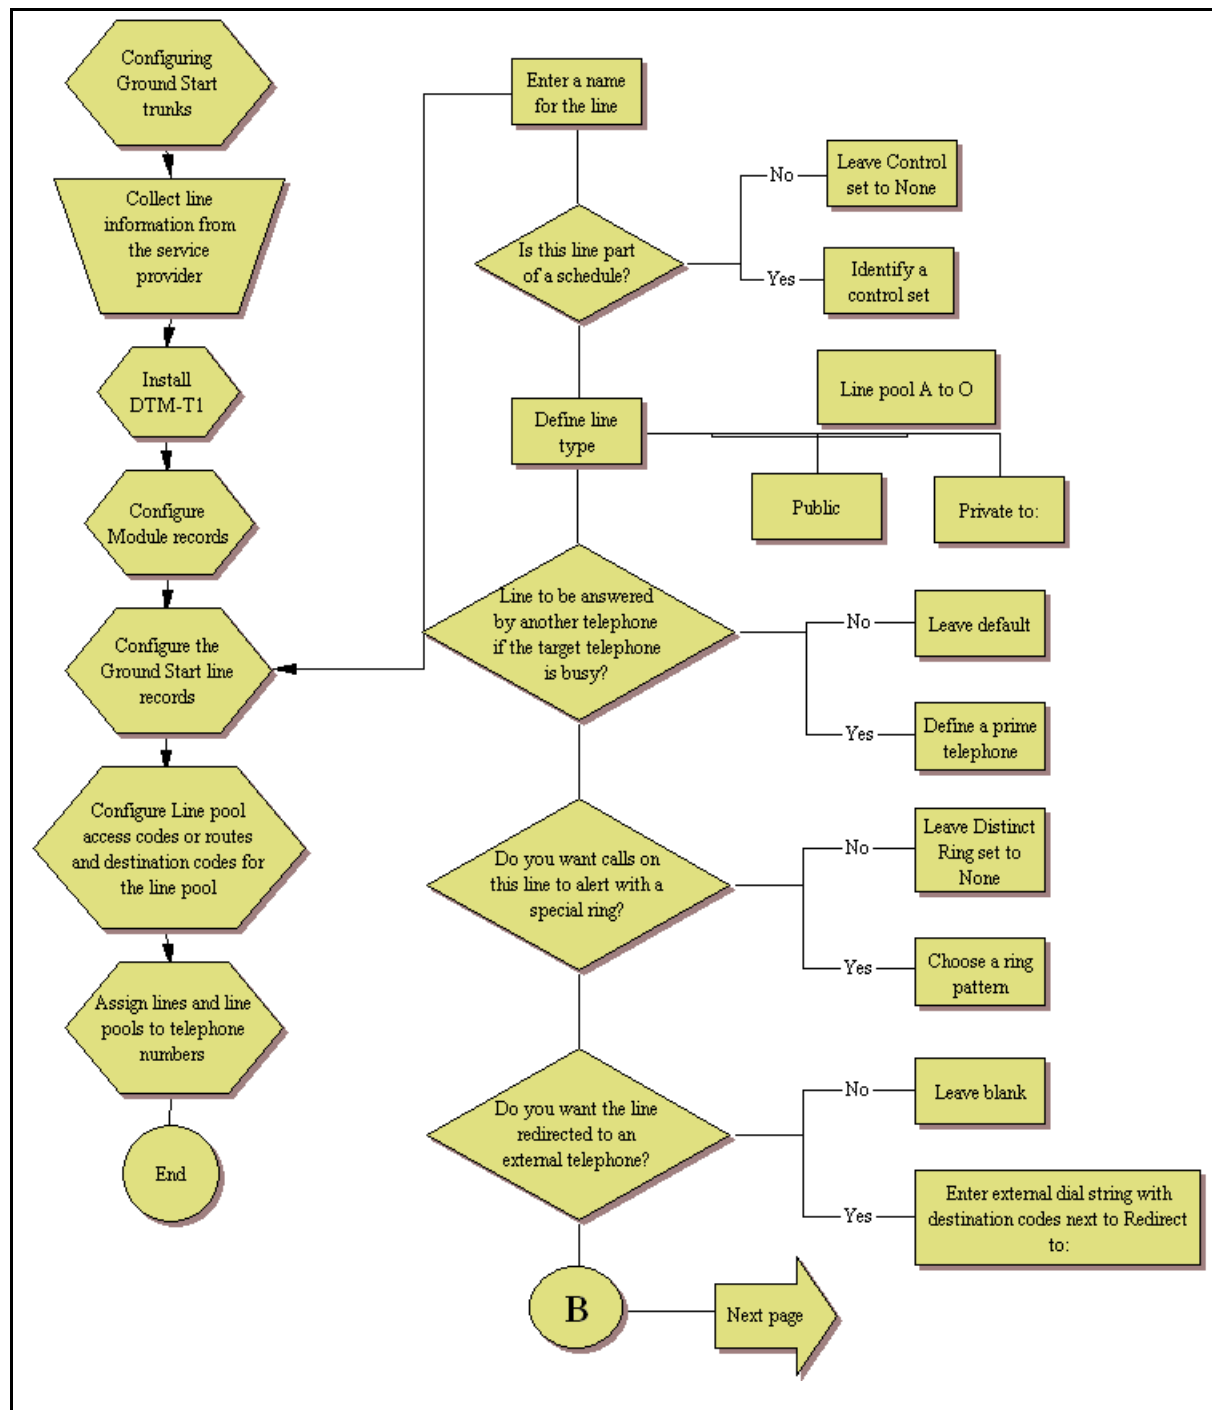 Configuring
Ground Start
trunks
Collect line
information from
the service
provider
Install
DTM-T1
Configure
Module records
Configure the
Ground Start line
records
Configure Line pool
access codes or routes
and destination codes for
the line pool
Assign lines and line
pools to telephone
numbers
End
Enter a name
for the line
Is this line part
of a schedule?
No
Leave Control
set to None
Yes
Identify a
control set
Define line
type
Line pool A to O
Public
Private to:
Line to be answered
by another telephone
if the target telephone
is busy?
No
Leave default
Yes
Define a prime
telephone
Do you want calls on
this line to alert with a
special ring?
No
Leave Distinct
Ring set to
None
Yes
Choose a ring
pattern
Do you want the line
redirected to an
external telephone?
No
Leave blank
Yes
Enter external dial string with
destination codes next to Redirect
to:
B
Next page